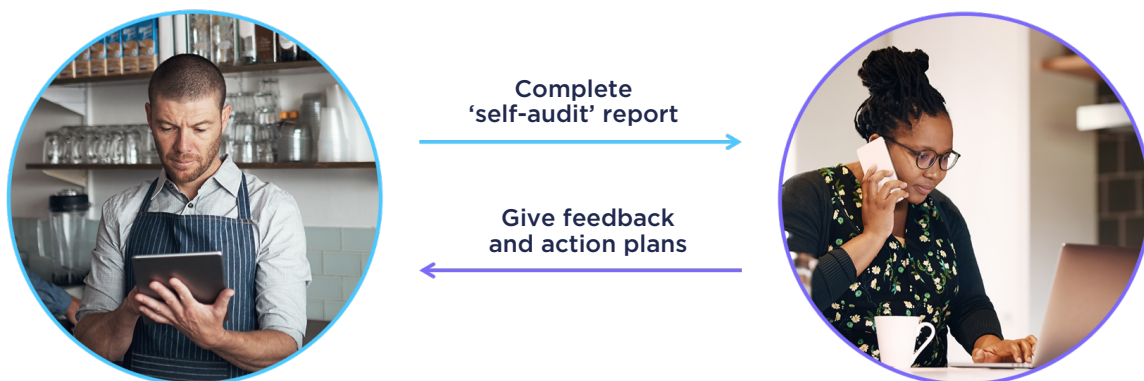 Complete
‘self-audit’ report
Give feedback
and action plans